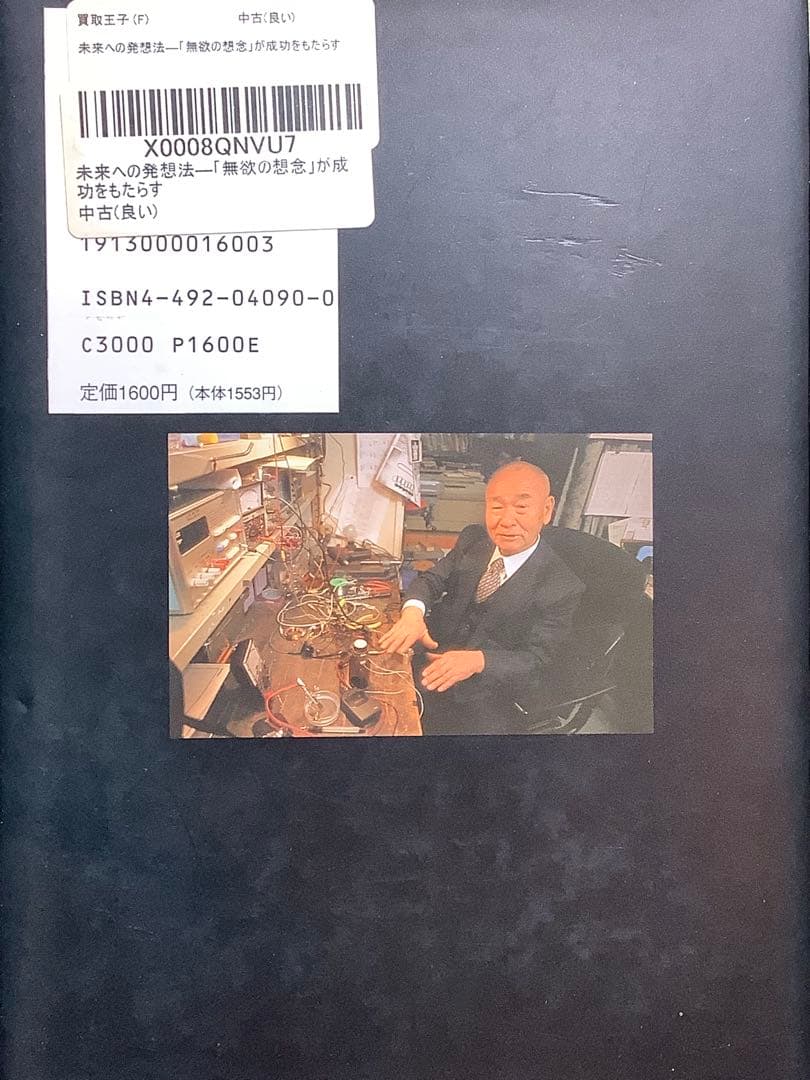 買取王子(F) 中古(良い)
未来への発想法―「無欲の想念」が成功をもたらす
X0008QNVU7
未来への発想法―「無欲の想念」が成
功をもたらす
中古(良い)
1913000016003
ISBN4-492-04090-0
C3000 P1600E
定価1600円(本体1553円)